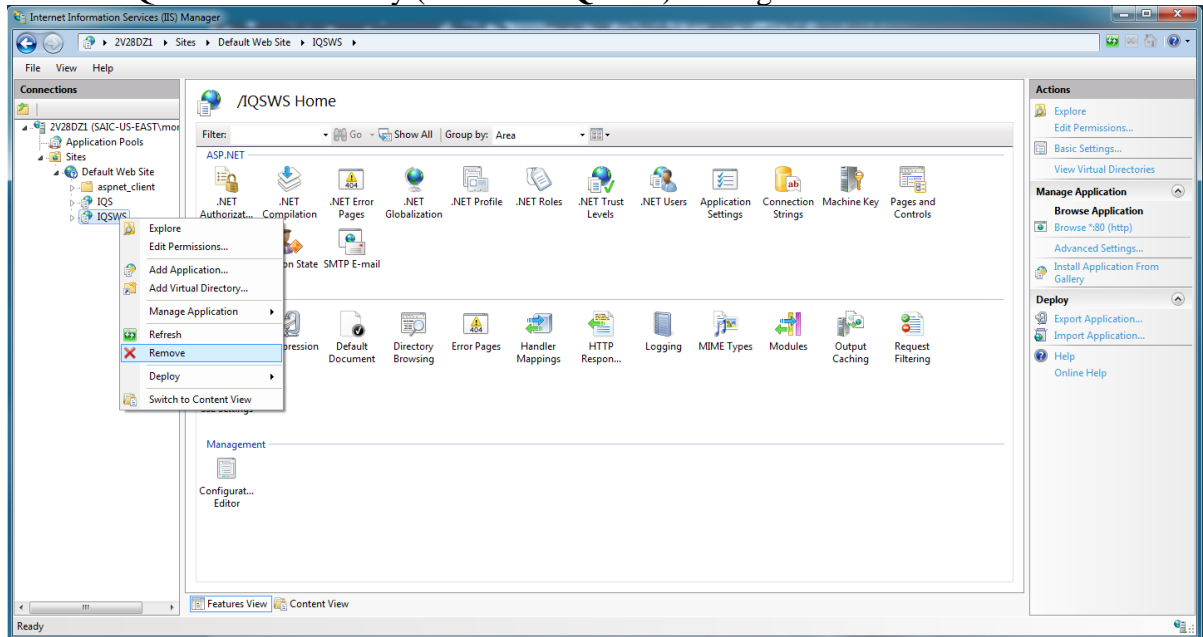 Internet Information Services (IIS) Manager
2V28DZ1 Sites Default Web Site IQSWS
File View Help
Connections
2V28DZ1 (SAIC-US-EAST\mor
Application Pools
Sites
Default Web Site
aspnet_client
IQS
IQSWS
Explore
Edit Permissions...
Add Application...
Add Virtual Directory...
Manage Application
Refresh
Remove
Deploy
Switch to Content View
/IQSWS Home
Filter: Go Show All Group by: Area
ASP.NET
.NET Authorizat...
.NET Compilation
.NET Error Pages
.NET Globalization
.NET Profile
.NET Roles
.NET Trust Levels
.NET Users
Application Settings
Connection Strings
Machine Key
Pages and Controls
on State
SMTP E-mail
pression
Default Document
Directory Browsing
Error Pages
Handler Mappings
HTTP Respon...
Logging
MIME Types
Modules
Output Caching
Request Filtering
Management
Configurat... Editor
Features View Content View
Actions
Explore
Edit Permissions...
Basic Settings...
View Virtual Directories
Manage Application
Browse Application
Browse *:80 (http)
Advanced Settings...
Install Application From
Gallery
Deploy
Export Application...
Import Application...
Help
Online Help
Ready